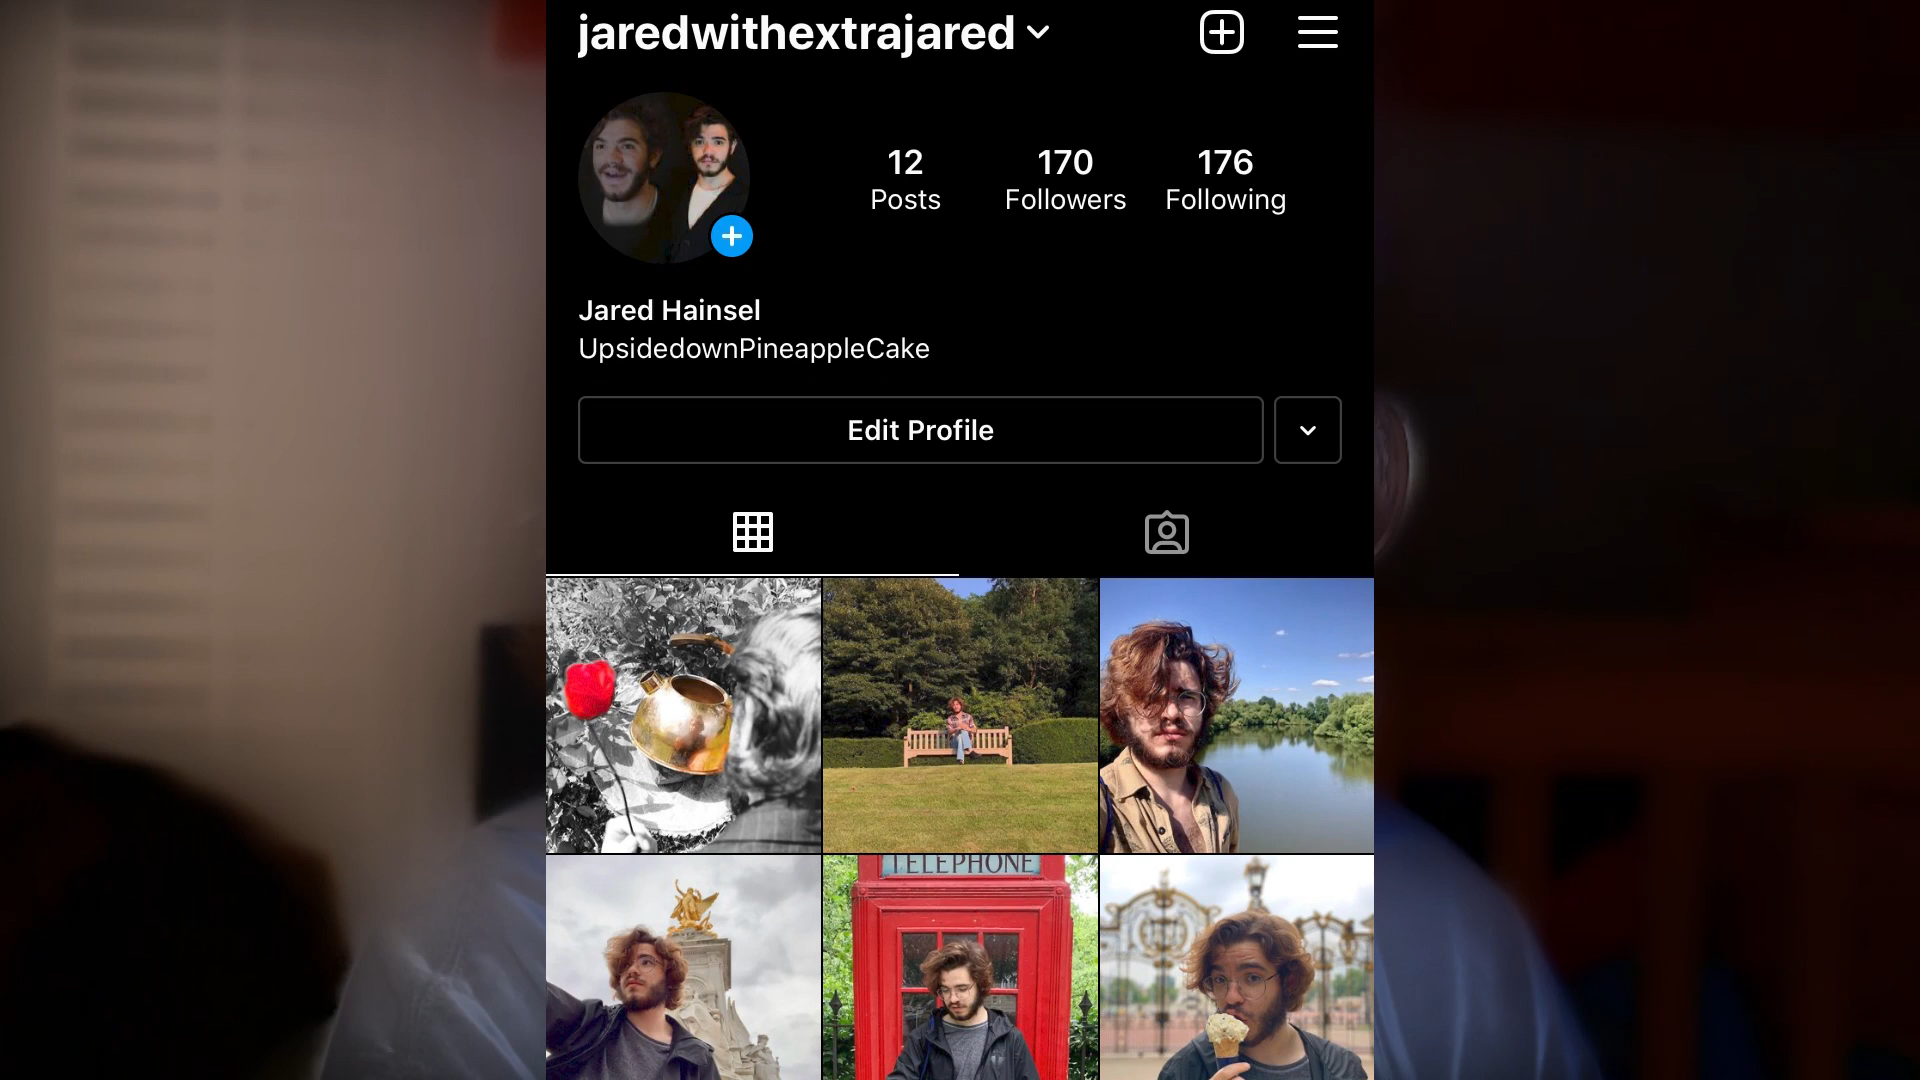 jaredwithextrajared
12 170 176
Posts Followers Following
Jared Hainsel
UpsidedownPineappleCake
Edit Profile
TELEPHONE